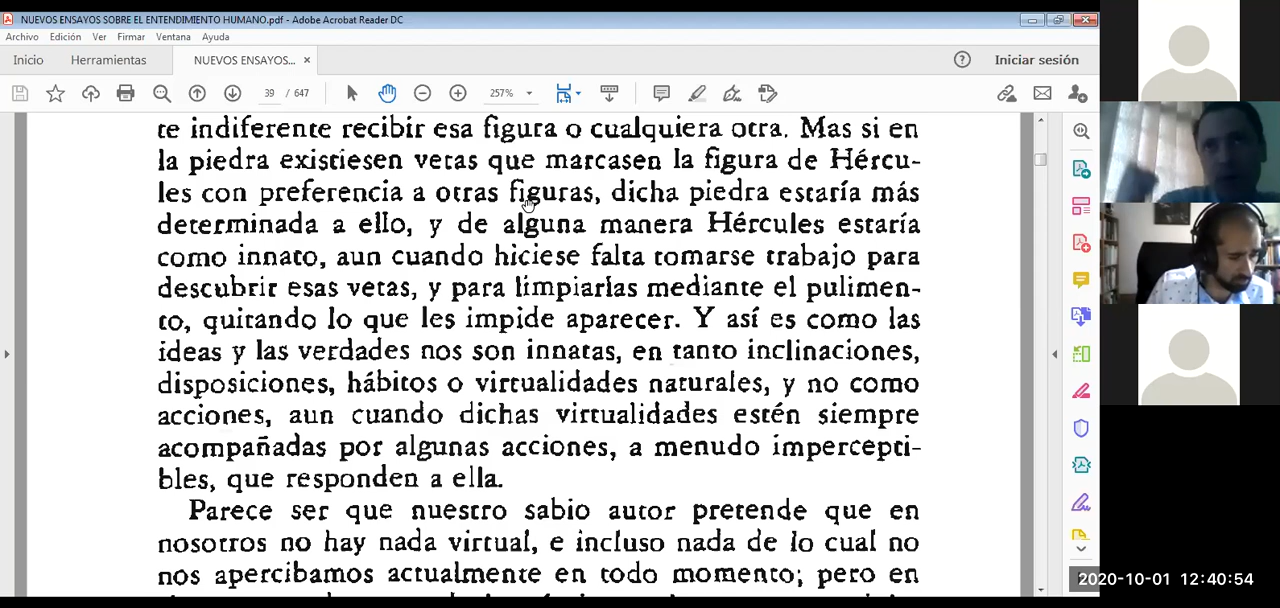 NUEVOS ENSAYOS SOBRE EL ENTENDIMIENTO HUMANO.pdf - Adobe Acrobat Reader DC
Archivo Edición Ver Firmar Ventana Ayuda
Inicio Herramientas NUEVOS ENSAYOS... × Iniciar sesión
39 / 647 257%
te indiferente recibir esa figura o cualquiera otra. Mas si en
la piedra existiesen vetas que marcasen la figura de Hércu-
les con preferencia a otras figuras, dicha piedra estaría más
determinada a ello, y de alguna manera Hércules estaría
como innato, aun cuando hiciese falta tomarse trabajo para
descubrir esas vetas, y para limpiarlas mediante el pulimen-
to, quitando lo que les impide aparecer. Y así es como las
ideas y las verdades nos son innatas, en tanto inclinaciones,
disposiciones, hábitos o virtualidades naturales, y no como
acciones, aun cuando dichas virtualidades estén siempre
acompañadas por algunas acciones, a menudo impercepti-
bles, que responden a ella.
Parece ser que nuestro sabio autor pretende que en
nosotros no hay nada virtual, e incluso nada de lo cual no
nos apercibamos actualmente en todo momento; pero en
2020-10-01 12:40:54